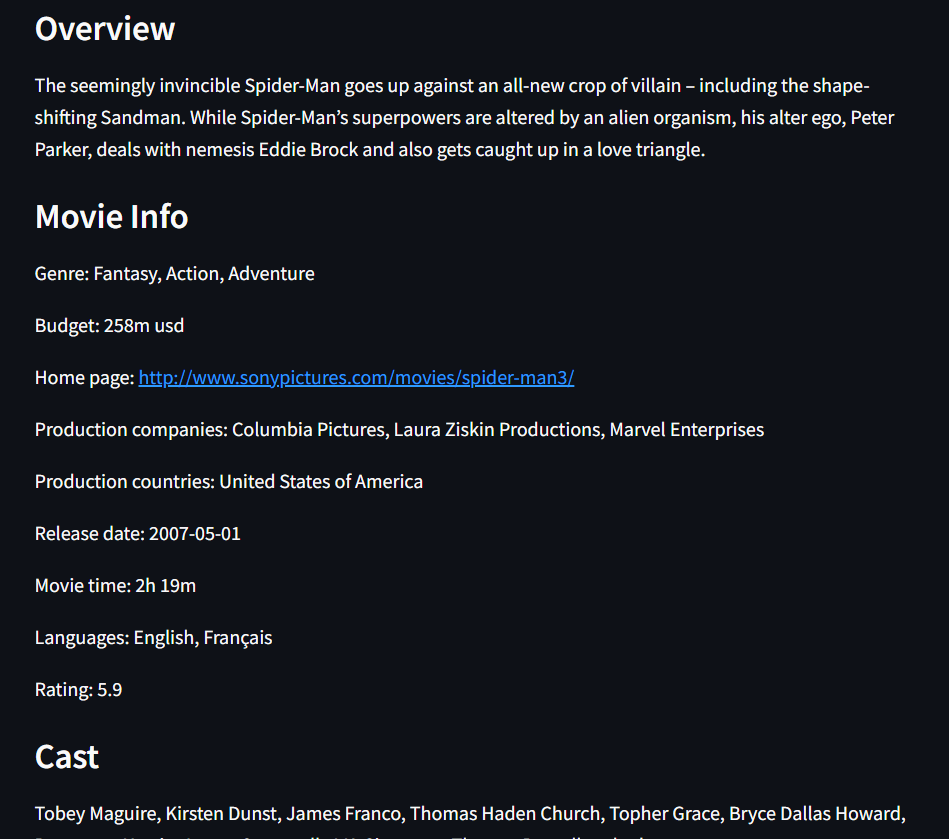 Overview
The seemingly invincible Spider-Man goes up against an all-new crop of villain – including the shape-
shifting Sandman. While Spider-Man’s superpowers are altered by an alien organism, his alter ego, Peter
Parker, deals with nemesis Eddie Brock and also gets caught up in a love triangle.
Movie Info
Genre: Fantasy, Action, Adventure
Budget: 258m usd
Home page: http://www.sonypictures.com/movies/spider-man3/
Production companies: Columbia Pictures, Laura Ziskin Productions, Marvel Enterprises
Production countries: United States of America
Release date: 2007-05-01
Movie time: 2h 19m
Languages: English, Français
Rating: 5.9
Cast
Tobey Maguire, Kirsten Dunst, James Franco, Thomas Haden Church, Topher Grace, Bryce Dallas Howard,